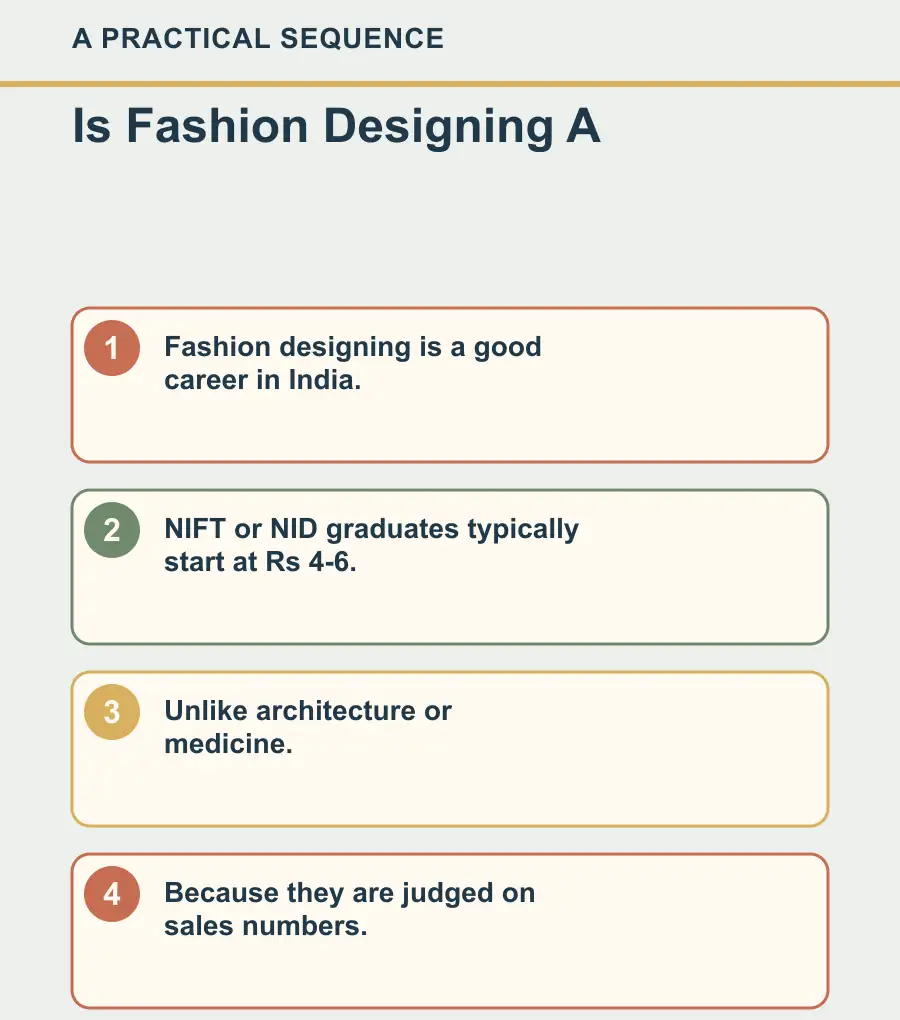 A PRACTICAL SEQUENCE
Is Fashion Designing A
1
Fashion designing is a good
career in India.
2
NIFT or NID graduates typically
start at Rs 4-6.
3
Unlike architecture or
medicine.
4
Because they are judged on
sales numbers.